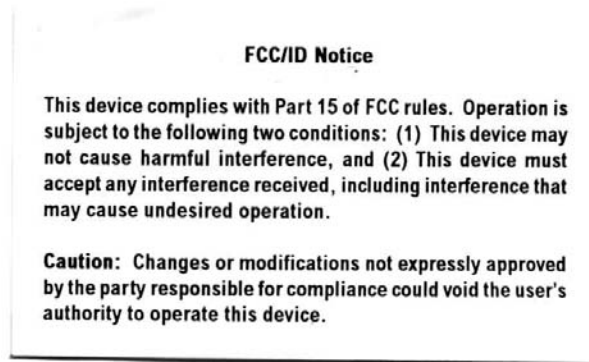 FCC/ID Notice
This device complies with Part 15 of FCC rules. Operation is
subject to the following two conditions: (1) This device may
not cause harmful interference, and (2) This device must
accept any interference received, including interference that
may cause undesired operation.
Caution: Changes or modifications not expressly approved
by the party responsible for compliance could void the user's
authority to operate this device.